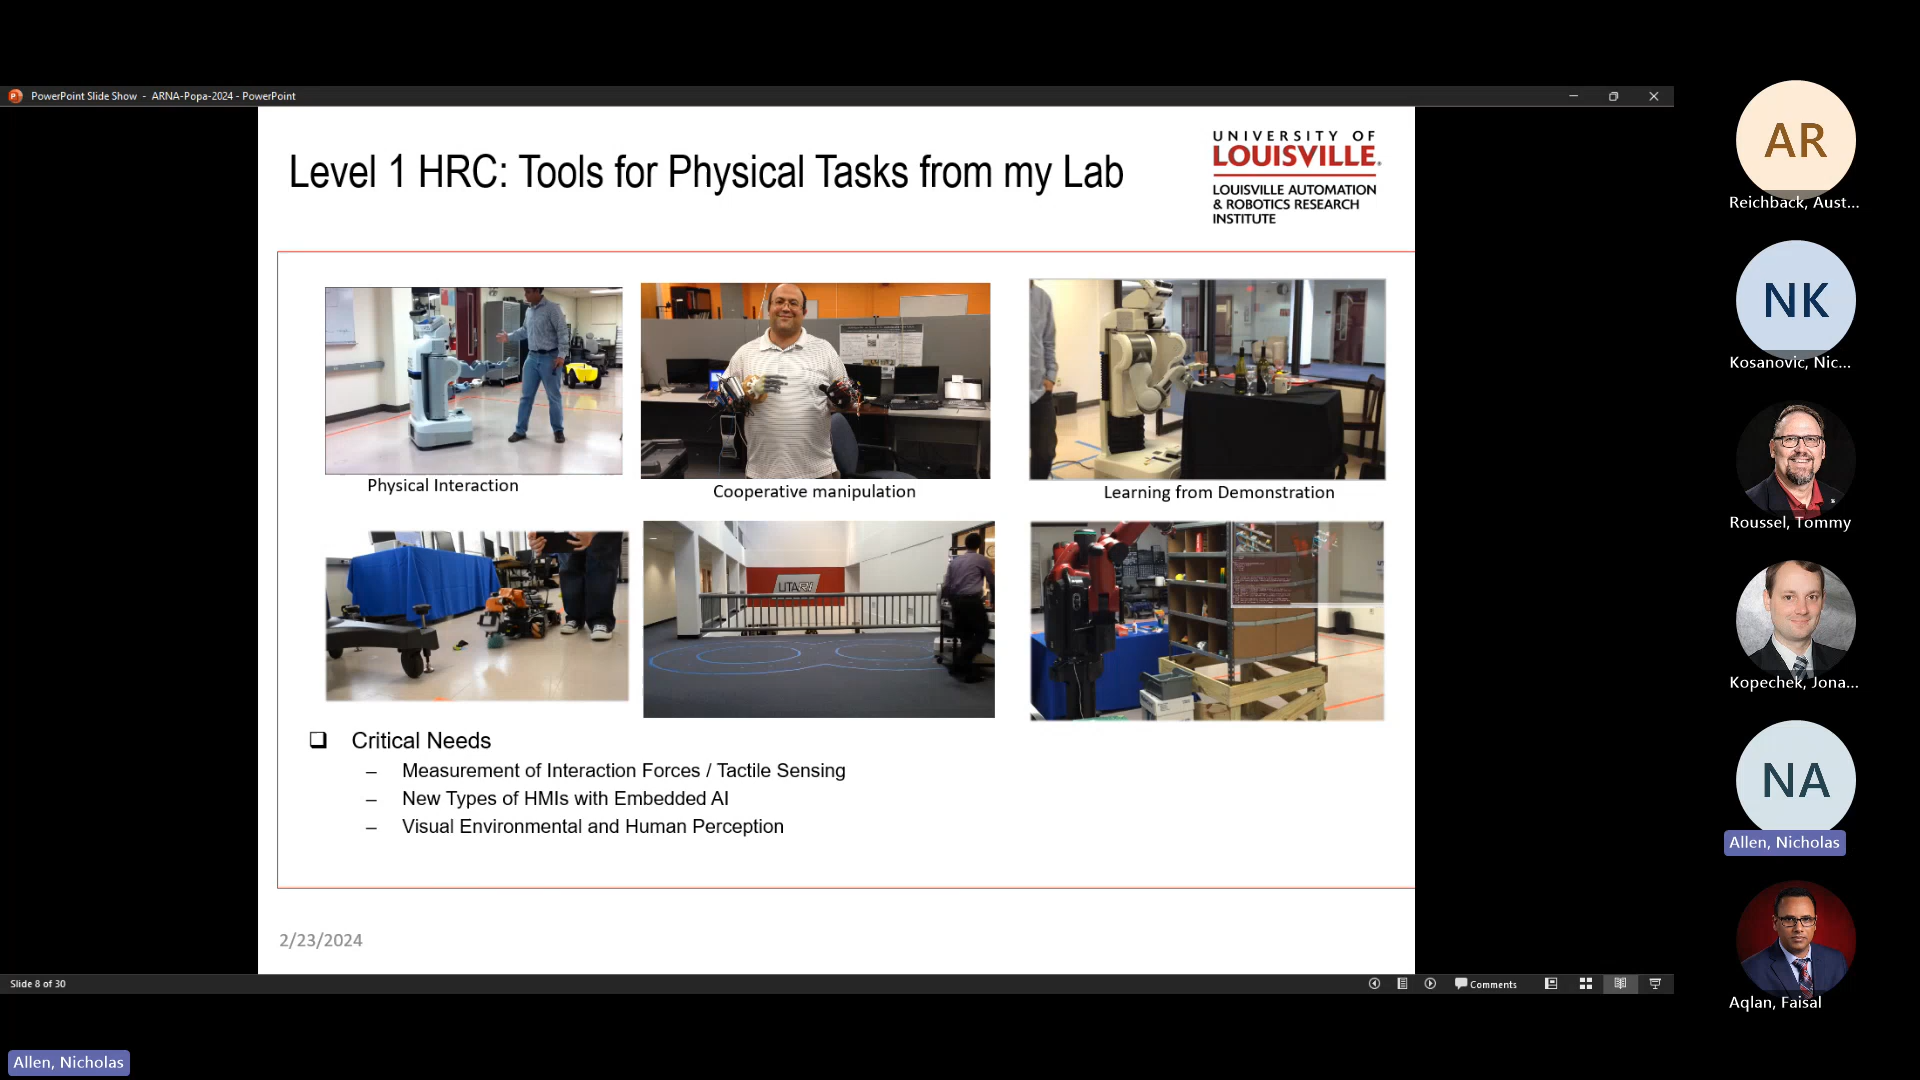 PowerPoint Slide Show - ARNA-Popa-2024 - PowerPoint
Level 1 HRC: Tools for Physical Tasks from my Lab
UNIVERSITY OF
LOUISVILLE.
LOUISVILLE AUTOMATION
& ROBOTICS RESEARCH
INSTITUTE
Physical Interaction
Cooperative manipulation
Learning from Demonstration
UTARI
Critical Needs
– Measurement of Interaction Forces / Tactile Sensing
– New Types of HMIs with Embedded AI
– Visual Environmental and Human Perception
2/23/2024
Slide 8 of 30
Comments
Allen, Nicholas
AR
Reichback, Aust...
NK
Kosanovic, Nic...
Roussel, Tommy
Kopechek, Jona...
NA
Allen, Nicholas
Aqlan, Faisal